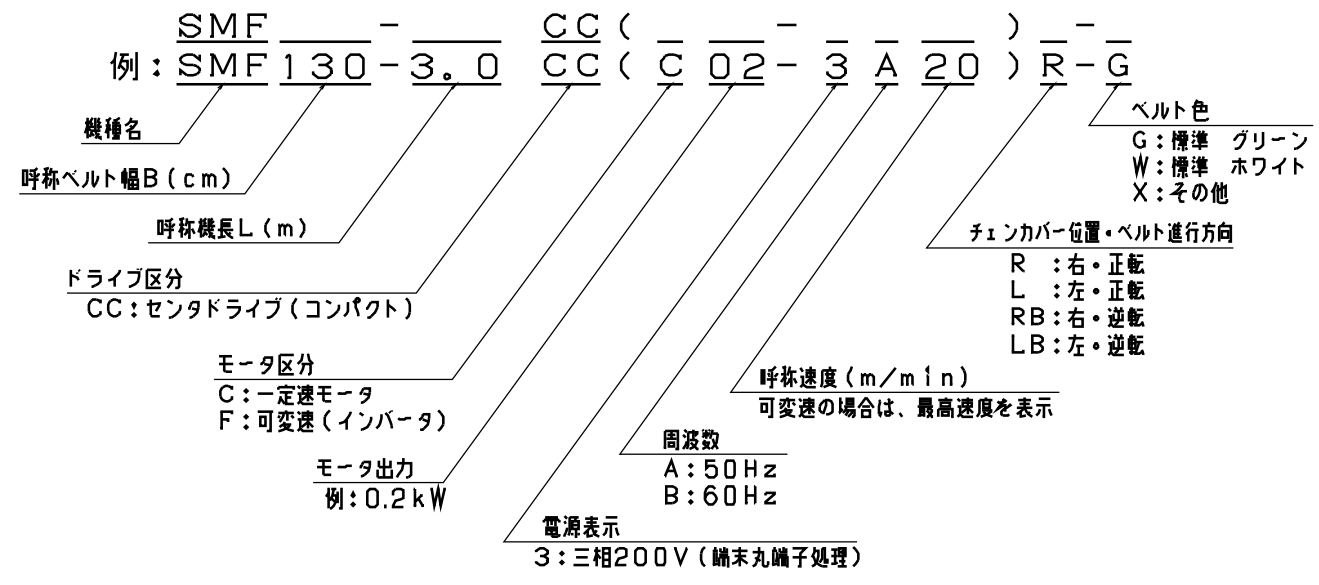 SMF ___-___ CC(_ __-_ _ __)_-_
例:SMF130-3.0 CC(C 02-3 A 20)R-G
機種名
呼称ベルト幅B(cm)
呼称機長L(m)
ドライブ区分
CC:センタドライブ(コンパクト)
モータ区分
C:一定速モータ
F:可変速(インバータ)
モータ出力
例:0.2kW
電源表示
3:三相200V(端末丸端子処理)
周波数
A:50Hz
B:60Hz
呼称速度(m/min)
可変速の場合は、最高速度を表示
チェンカバー位置・ベルト進行方向
R :右・正転
L :左・正転
RB:右・逆転
LB:左・逆転
ベルト色
G:標準 グリーン
W:標準 ホワイト
X:その他